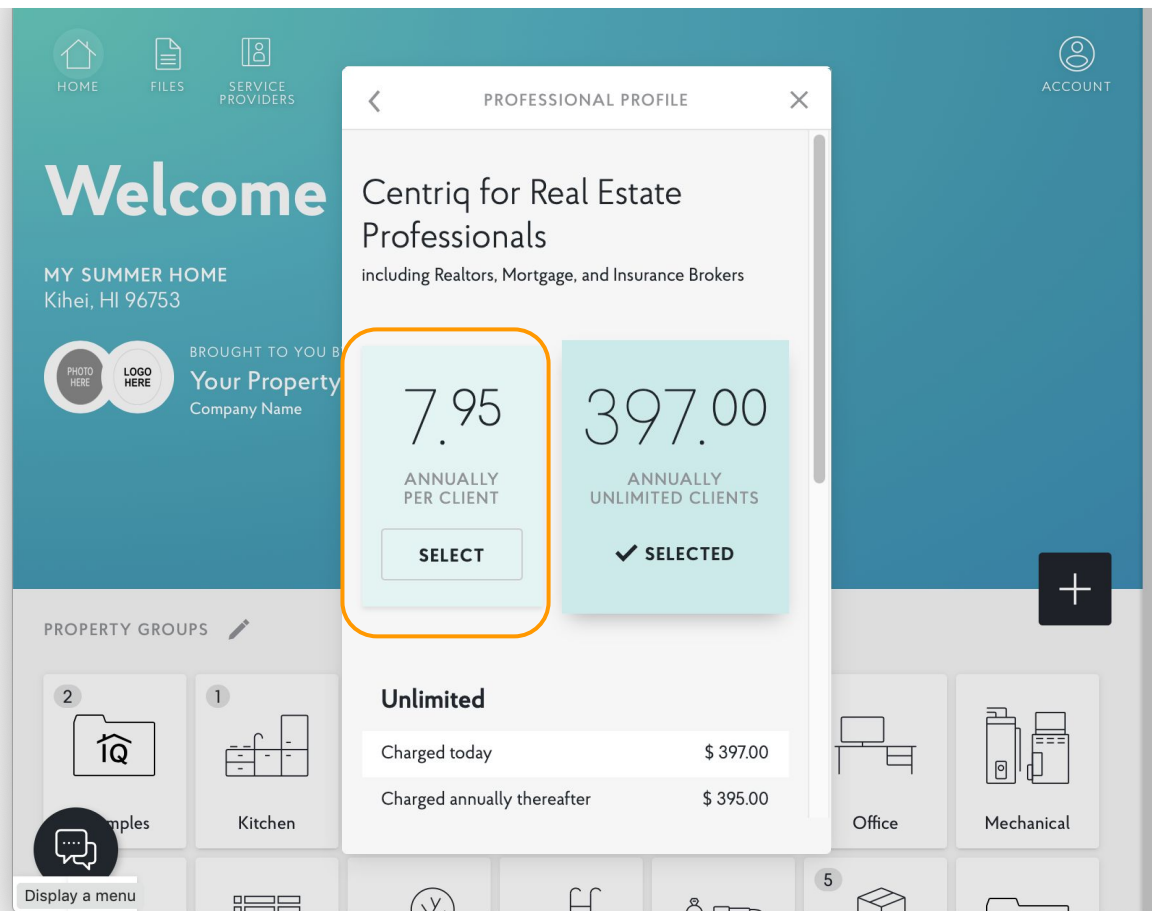 HOME
FILES
SERVICE
PROVIDERS
ACCOUNT
PROFESSIONAL PROFILE
Welcome
MY SUMMER HOME
Kihei, HI 96753
PHOTO
HERE
LOGO
HERE
BROUGHT TO YOU B
Your Property
Company Name
Centriq for Real Estate
Professionals
including Realtors, Mortgage, and Insurance Brokers
7.95
ANNUALLY
PER CLIENT
SELECT
397.00
ANNUALLY
UNLIMITED CLIENTS
SELECTED
Unlimited
Charged today $ 397.00
Charged annually thereafter $ 395.00
PROPERTY GROUPS
2
1
iQ
mples
Kitchen
Office
Mechanical
Display a menu
5